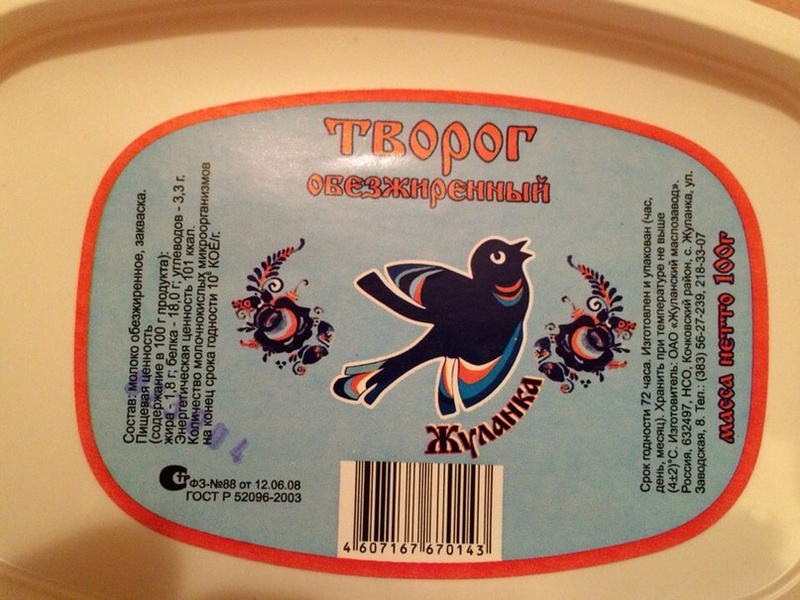 ТВОРОГ
ОБЕЗЖИРЕННЫЙ
Состав: молоко обезжиренное, закваска.
Пищевая ценность
(содержание в 100 г продукта):
жира - 1,8 г; белка - 18,0 г; углеводов - 3,3 г.
Энергетическая ценность 101 ккал.
Количество молочнокислых микроорганизмов
на конец срока годности 10⁶ КОЕ/г.
04
Жуланка
Срок годности 72 часа. Изготовлен и упакован (час,
день, месяц). Хранить при температуре не выше
(4±2)°С. Изготовитель: ОАО «Жуланский маслозавод».
Россия, 632497, НСО, Кочковский район, с. Жуланка, ул.
Заводская, 8. Тел.: (383) 56-27-239, 218-33-07
МАССА НЕТТО 100г
ФЗ-№88 от 12.06.08
ГОСТ Р 52096-2003
4 607167 670143